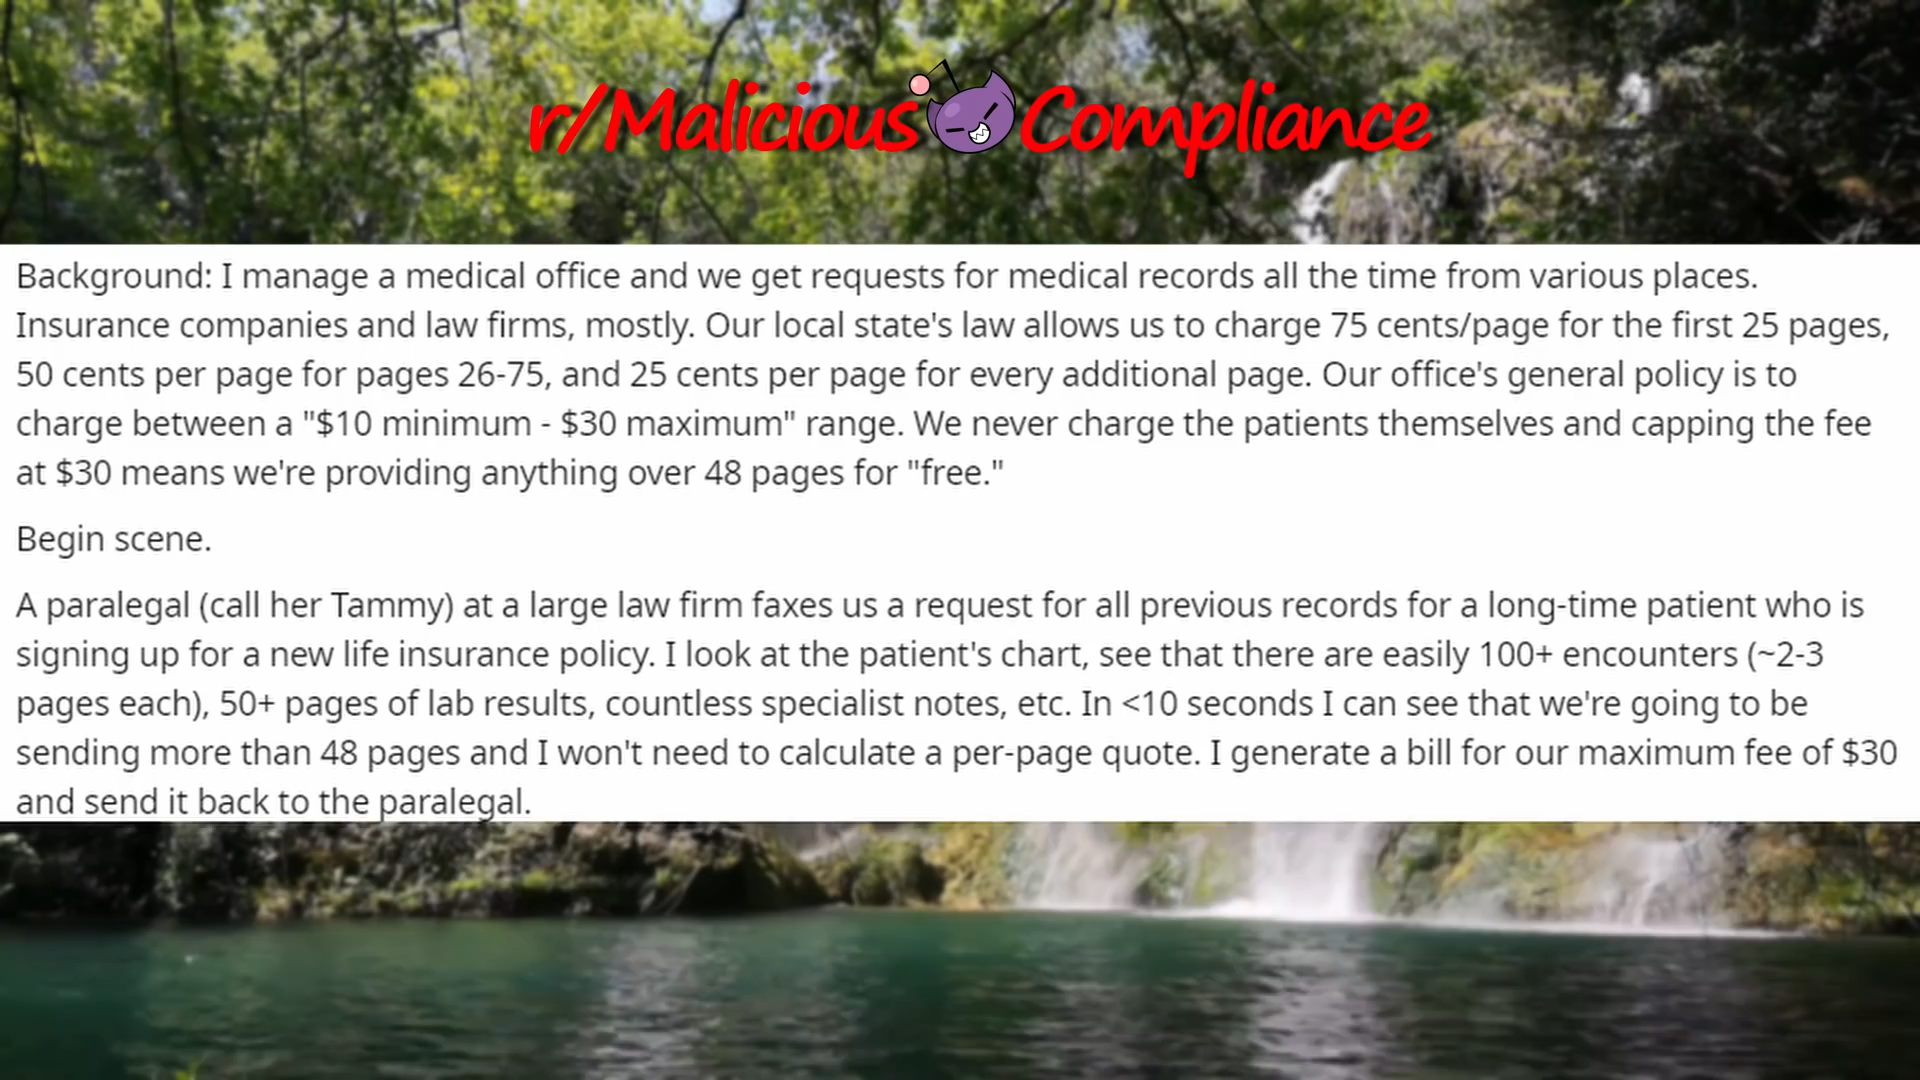 r/Malicious Compliance
Background: I manage a medical office and we get requests for medical records all the time from various places.
Insurance companies and law firms, mostly. Our local state's law allows us to charge 75 cents/page for the first 25 pages,
50 cents per page for pages 26-75, and 25 cents per page for every additional page. Our office's general policy is to
charge between a "$10 minimum - $30 maximum" range. We never charge the patients themselves and capping the fee
at $30 means we're providing anything over 48 pages for "free."
Begin scene.
A paralegal (call her Tammy) at a large law firm faxes us a request for all previous records for a long-time patient who is
signing up for a new life insurance policy. I look at the patient's chart, see that there are easily 100+ encounters (~2-3
pages each), 50+ pages of lab results, countless specialist notes, etc. In <10 seconds I can see that we're going to be
sending more than 48 pages and I won't need to calculate a per-page quote. I generate a bill for our maximum fee of $30
and send it back to the paralegal.